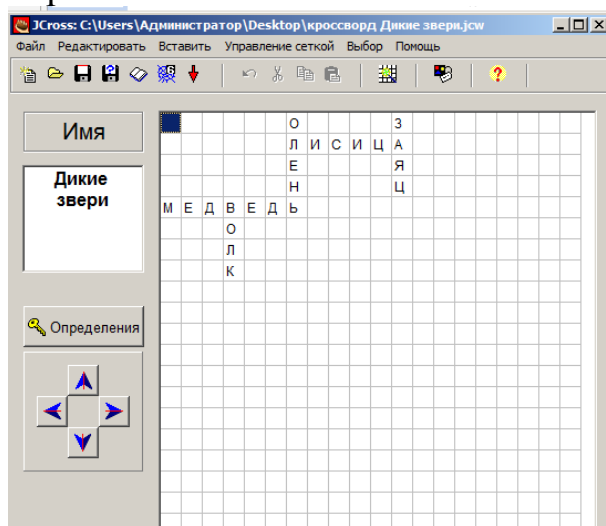 JCross: C:\Users\Администратор\Desktop\кроссворд Дикие звери.jcw
Файл Редактировать Вставить Управление сеткой Выбор Помощь
Имя
Дикие
звери
Определения
О З
Л И С И Ц А
Е Я
Н Ц
М Е Д В Е Д Ь
О
Л
К